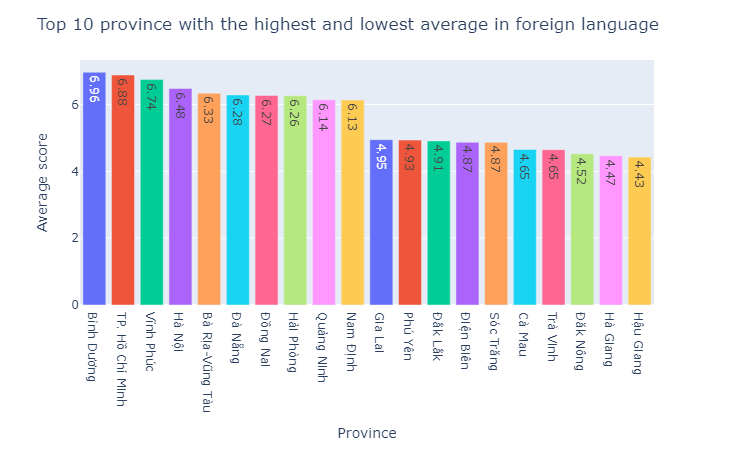 Top 10 province with the highest and lowest average in foreign language
Average score
6
4
2
0
6.96
6.88
6.74
6.48
6.33
6.28
6.27
6.26
6.14
6.13
4.95
4.93
4.91
4.87
4.87
4.65
4.65
4.52
4.47
4.43
Bình Dương
TP. Hồ Chí Minh
Vĩnh Phúc
Hà Nội
Bà Rịa-Vũng Tàu
Đà Nẵng
Đồng Nai
Hải Phòng
Quảng Ninh
Nam Định
Gia Lai
Phú Yên
Đắk Lắk
Điện Biên
Sóc Trăng
Cà Mau
Trà Vinh
Đăk Nông
Hà Giang
Hậu Giang
Province